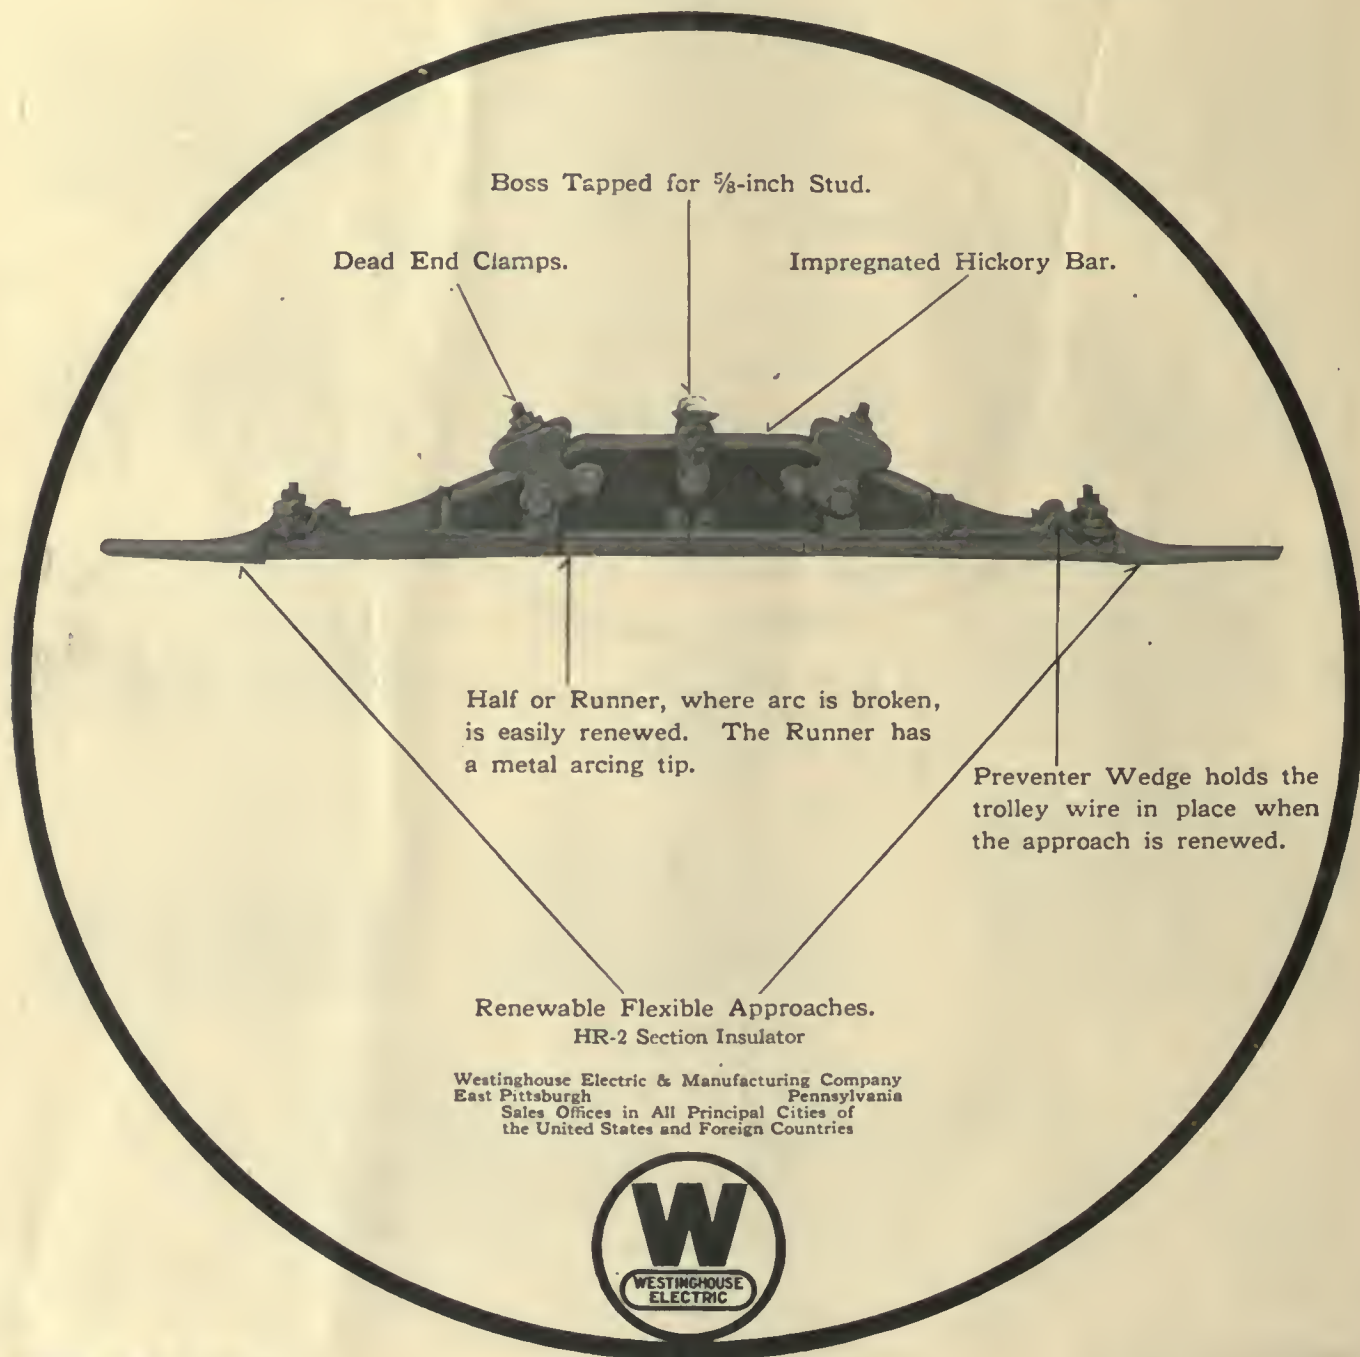 Boss Tapped for ⅝-inch Stud.
Dead End Clamps.
Impregnated Hickory Bar.
Half or Runner, where arc is broken,
is easily renewed. The Runner has
a metal arcing tip.
Preventer Wedge holds the
trolley wire in place when
the approach is renewed.
Renewable Flexible Approaches.
HR-2 Section Insulator
Westinghouse Electric & Manufacturing Company
East Pittsburgh Pennsylvania
Sales Offices in All Principal Cities of
the United States and Foreign Countries
W
WESTINGHOUSE
ELECTRIC